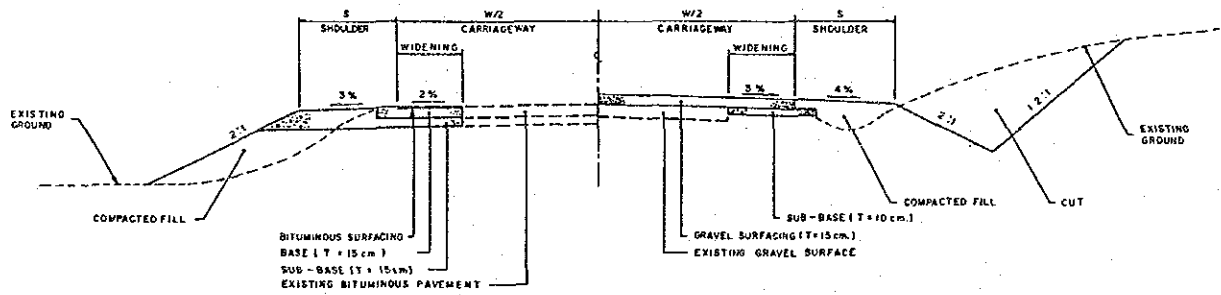 S W/2 W/2 S
SHOULDER CARRIAGEWAY CARRIAGEWAY SHOULDER
WIDENING WIDENING
℄
3% 2% 3% 4%
EXISTING
GROUND
2:1
2:1
1.2:1
EXISTING
GROUND
COMPACTED FILL
COMPACTED FILL
CUT
SUB-BASE (T = 10 cm.)
BITUMINOUS SURFACING
GRAVEL SURFACING (T = 15 cm.)
BASE (T = 15 cm)
EXISTING GRAVEL SURFACE
SUB-BASE (T = 15 cm)
EXISTING BITUMINOUS PAVEMENT